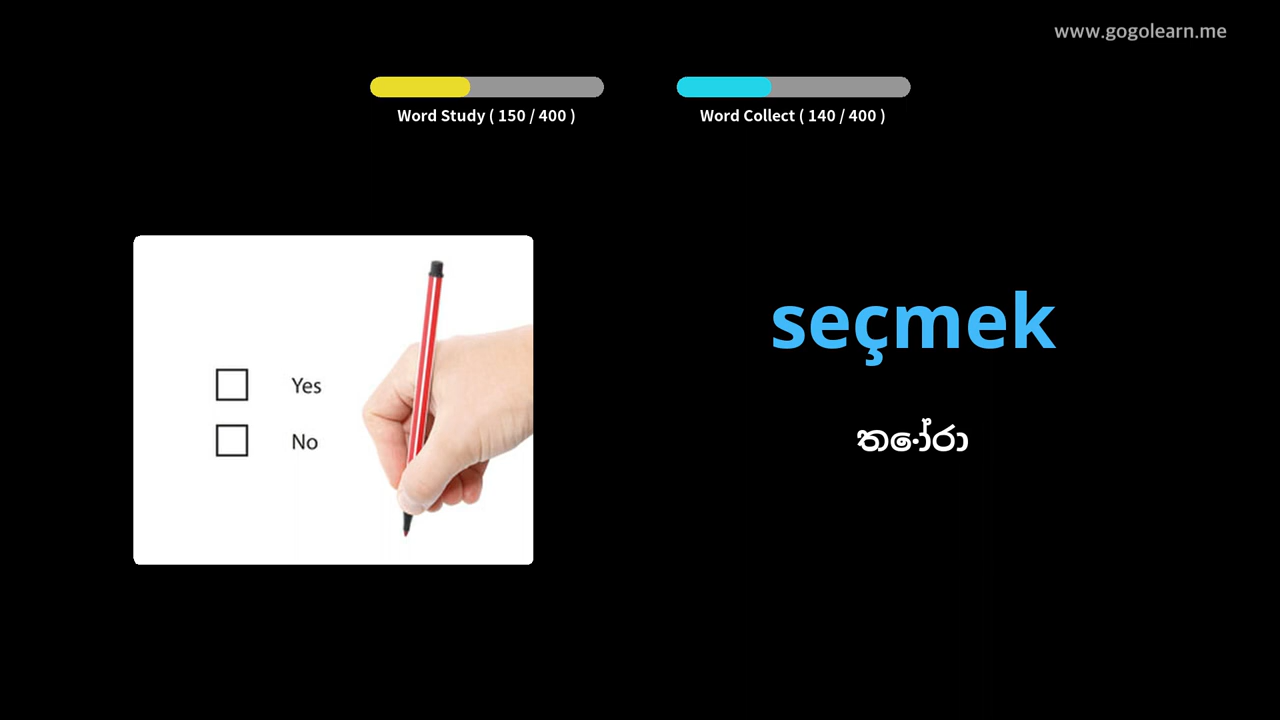 www.gogolearn.me
Word Study ( 150 / 400 )
Word Collect ( 140 / 400 )
Yes
No
seçmek
තෝරා